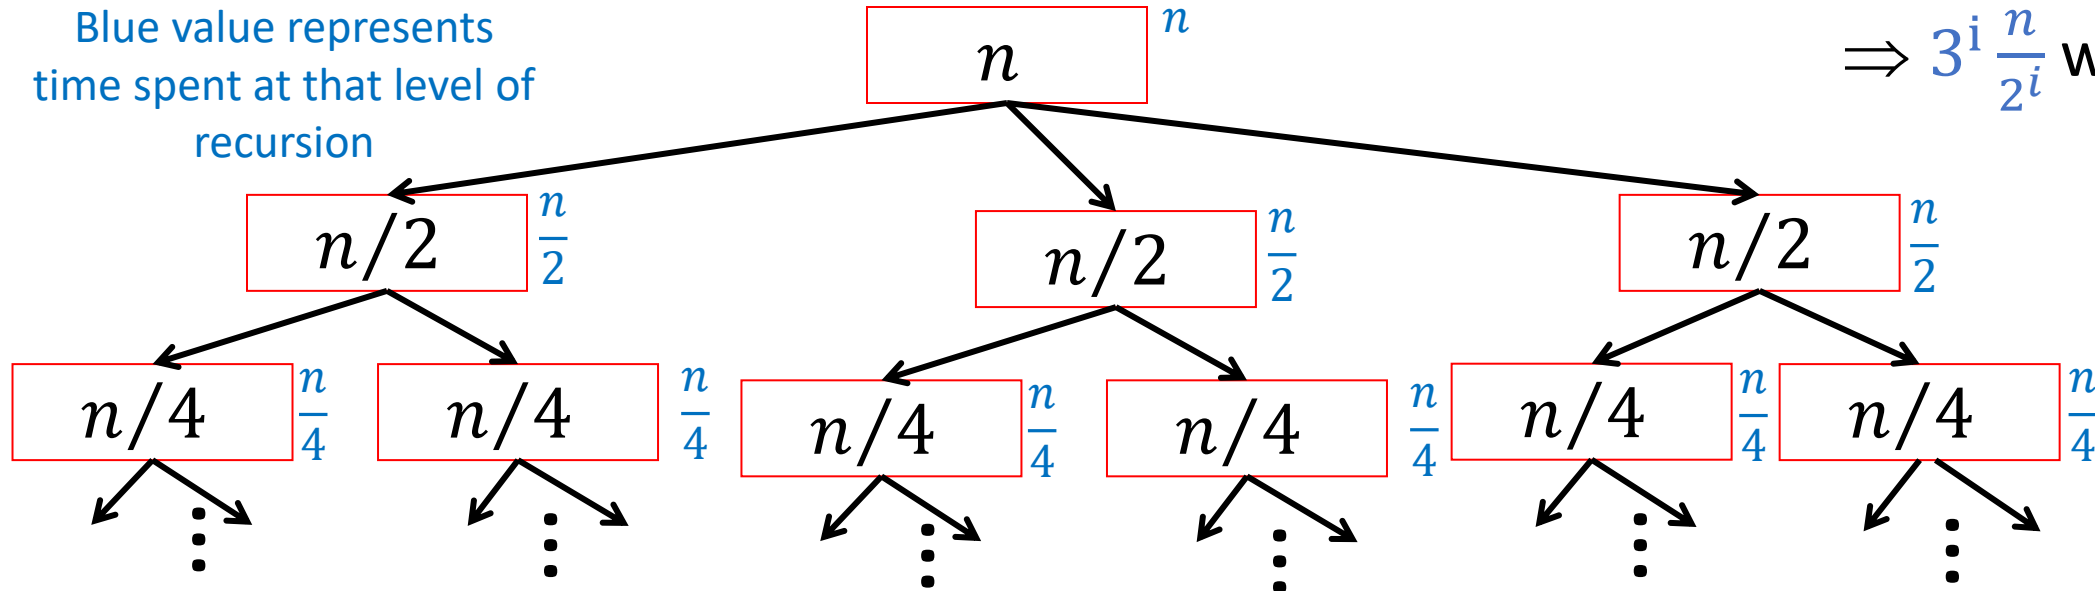 Blue value represents
time spent at that level of
recursion
n
n
⇒ 3^i n/2^i
n/2
n/2
n/2
n/2
n/2
n/2
n/4
n/4
n/4
n/4
n/4
n/4
n/4
n/4
n/4
n/4
n/4
n/4